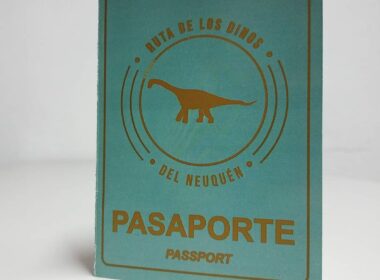 RUTA DE LOS DINOS
DEL NEUQUÉN
PASAPORTE
PASSPORT